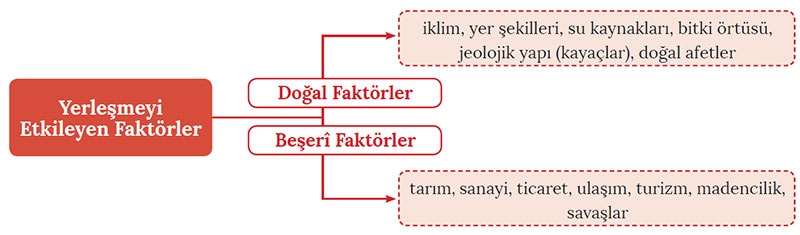 Yerleşmeyi
Etkileyen Faktörler
Doğal Faktörler
iklim, yer şekilleri, su kaynakları, bitki örtüsü,
jeolojik yapı (kayaçlar), doğal afetler
Beşerî Faktörler
tarım, sanayi, ticaret, ulaşım, turizm, madencilik,
savaşlar